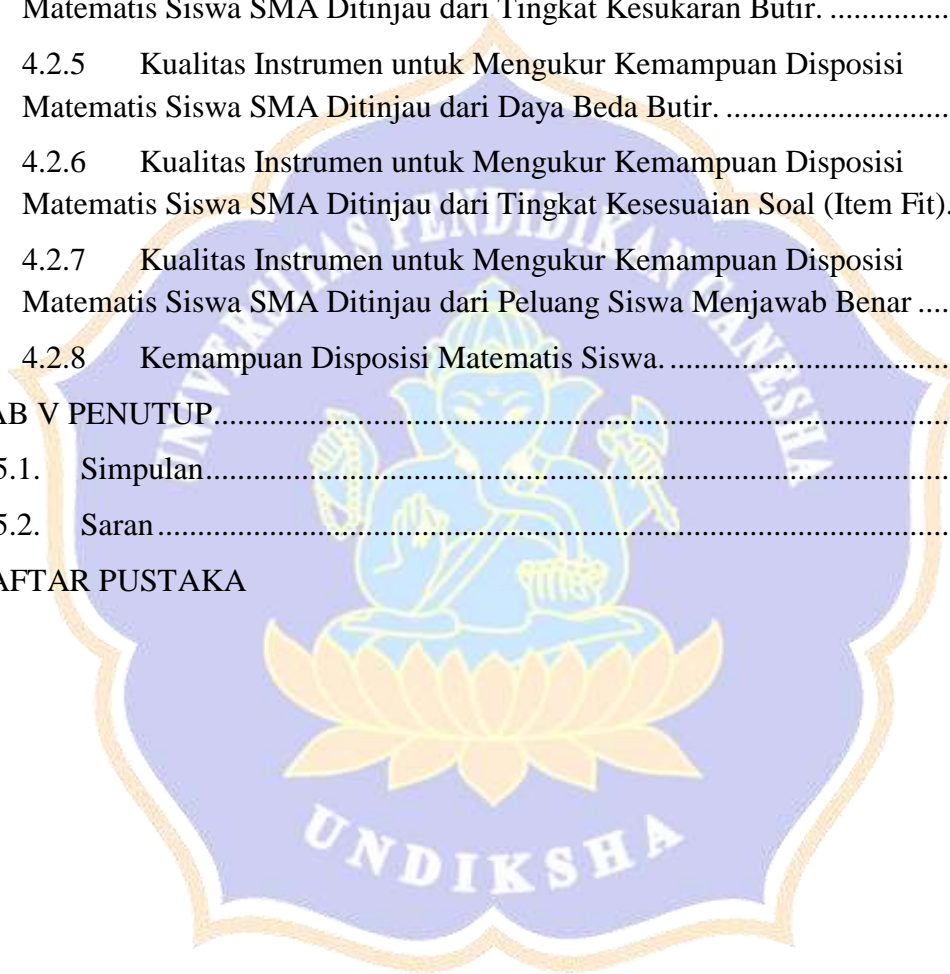 Matematis Siswa SMA Ditinjau dari Tingkat Kesukaran Butir. ................
4.2.5 Kualitas Instrumen untuk Mengukur Kemampuan Disposisi
Matematis Siswa SMA Ditinjau dari Daya Beda Butir. ............................
4.2.6 Kualitas Instrumen untuk Mengukur Kemampuan Disposisi
Matematis Siswa SMA Ditinjau dari Tingkat Kesesuaian Soal (Item Fit).
4.2.7 Kualitas Instrumen untuk Mengukur Kemampuan Disposisi
Matematis Siswa SMA Ditinjau dari Peluang Siswa Menjawab Benar ....
4.2.8 Kemampuan Disposisi Matematis Siswa. ...................................
AB V PENUTUP..........................................................................................
5.1. Simpulan...........................................................................................
5.2. Saran.................................................................................................
AFTAR PUSTAKA
UNIVERSITAS PENDIDIKAN GANESHA
UNDIKSHA